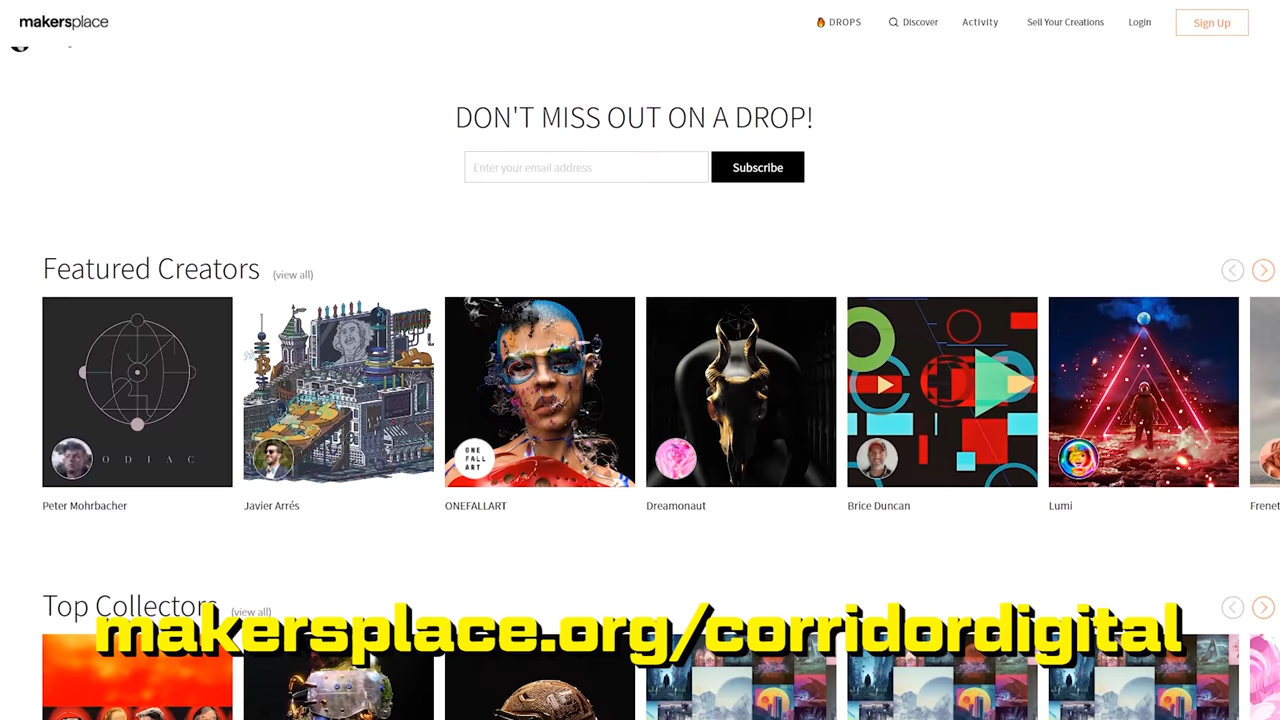 makersplace
DROPS
Discover
Activity
Sell Your Creations
Login
Sign Up
DON'T MISS OUT ON A DROP!
Enter your email address
Subscribe
Featured Creators
(view all)
ODIAC
ONE
FALL
ART
Peter Mohrbacher
Javier Arrés
ONEFALLART
Dreamonaut
Brice Duncan
Lumi
Frenet
Top Collectors
(view all)
makersplace.org/corridordigital